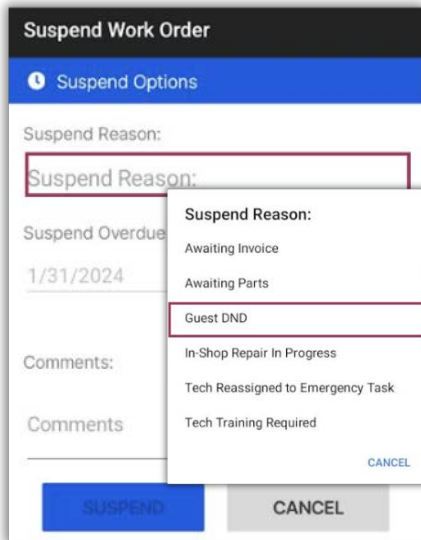 Suspend Work Order
Suspend Options
Suspend Reason:
Suspend Reason:
Suspend Overdue
1/31/2024
Comments:
Comments
SUSPEND
CANCEL
Suspend Reason:
Awaiting Invoice
Awaiting Parts
Guest DND
In-Shop Repair In Progress
Tech Reassigned to Emergency Task
Tech Training Required
CANCEL